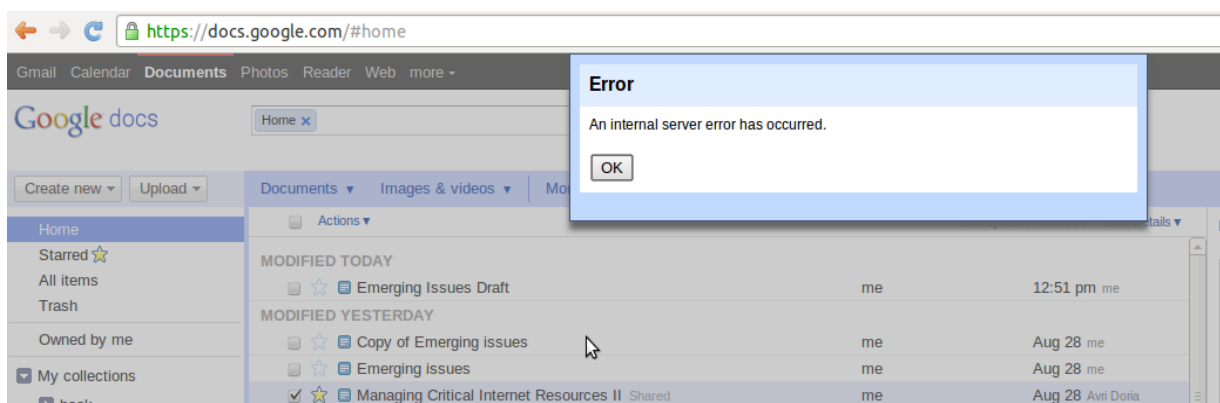 https://docs.google.com/#home
Gmail Calendar Documents Photos Reader Web more
Error
An internal server error has occurred.
OK
Google docs
Home x
Create new Upload
Documents Images & videos
Actions
Home
Starred
All items
Trash
Owned by me
My collections
MODIFIED TODAY
Emerging Issues Draft me 12:51 pm me
MODIFIED YESTERDAY
Copy of Emerging issues me Aug 28 me
Emerging issues me Aug 28 me
Managing Critical Internet Resources II Shared me Aug 28 Avri Doria